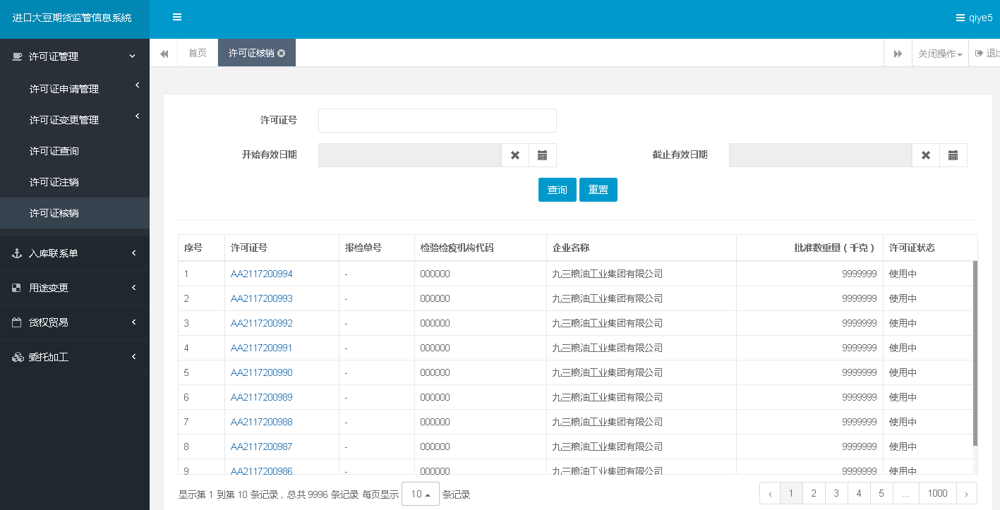 进口大豆期货监管信息系统
qiye5
许可证管理
许可证申请管理
许可证变更管理
许可证查询
许可证注销
许可证核销
入库联系单
用途变更
货权贸易
委托加工
首页 许可证核销 关闭操作
许可证号
开始有效日期 截止有效日期
查询 重置
序号 许可证号 报检单号 检验检疫机构代码 企业名称 批准数重量（千克） 许可证状态
1 AA2117200994 - 000000 九三粮油工业集团有限公司 9999999 使用中
2 AA2117200993 - 000000 九三粮油工业集团有限公司 9999999 使用中
3 AA2117200992 - 000000 九三粮油工业集团有限公司 9999999 使用中
4 AA2117200991 - 000000 九三粮油工业集团有限公司 9999999 使用中
5 AA2117200990 - 000000 九三粮油工业集团有限公司 9999999 使用中
6 AA2117200989 - 000000 九三粮油工业集团有限公司 9999999 使用中
7 AA2117200988 - 000000 九三粮油工业集团有限公司 9999999 使用中
8 AA2117200987 - 000000 九三粮油工业集团有限公司 9999999 使用中
9 AA2117200986 - 000000 九三粮油工业集团有限公司 9999999 使用中
显示第 1 到第 10 条记录，总共 9996 条记录 每页显示 10 条记录
‹ 1 2 3 4 5 ... 1000 ›